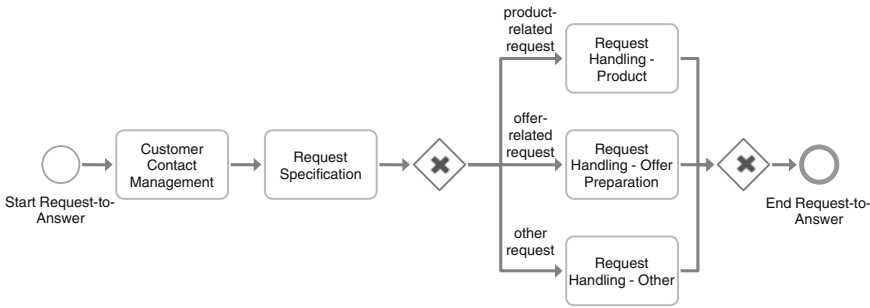 Start Request-to-
Answer
Customer
Contact
Management
Request
Specification
product-
related
request
Request
Handling -
Product
offer-
related
request
Request
Handling - Offer
Preparation
other
request
Request
Handling - Other
End Request-to-
Answer